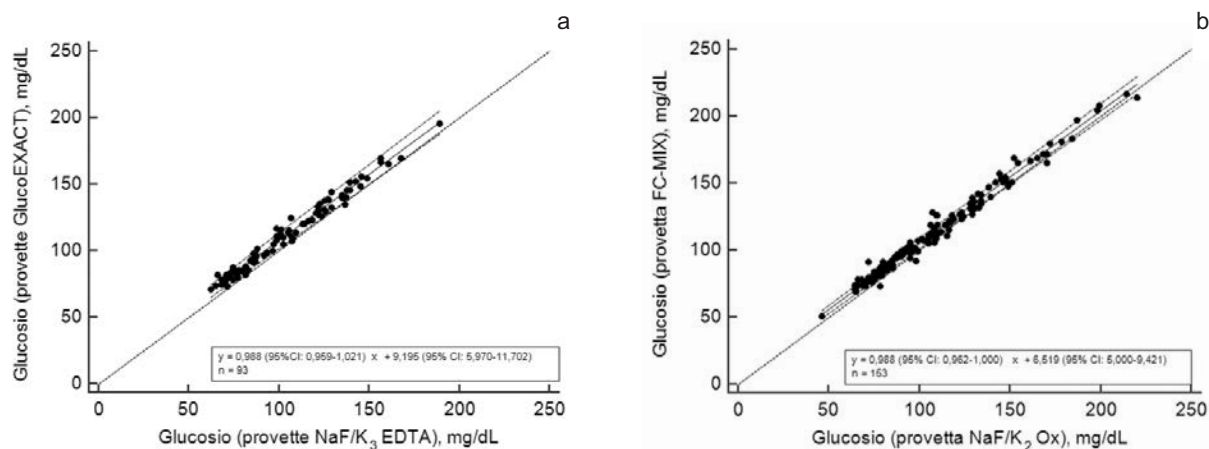 a
Glucosio (provette GlucoEXACT), mg/dL
250
200
150
100
50
0
y = 0,988 (95%CI: 0,959-1,021) x + 9,195 (95% CI: 5,970-11,702)
n = 93
0 50 100 150 200 250
Glucosio (provette NaF/K3 EDTA), mg/dL
b
Glucosio (provetta FC-MIX), mg/dL
250
200
150
100
50
0
y = 0,988 (95% CI: 0,962-1,000) x + 6,519 (95% CI: 5,000-9,421)
n = 153
0 50 100 150 200 250
Glucosio (provetta NaF/K2 Ox), mg/dL